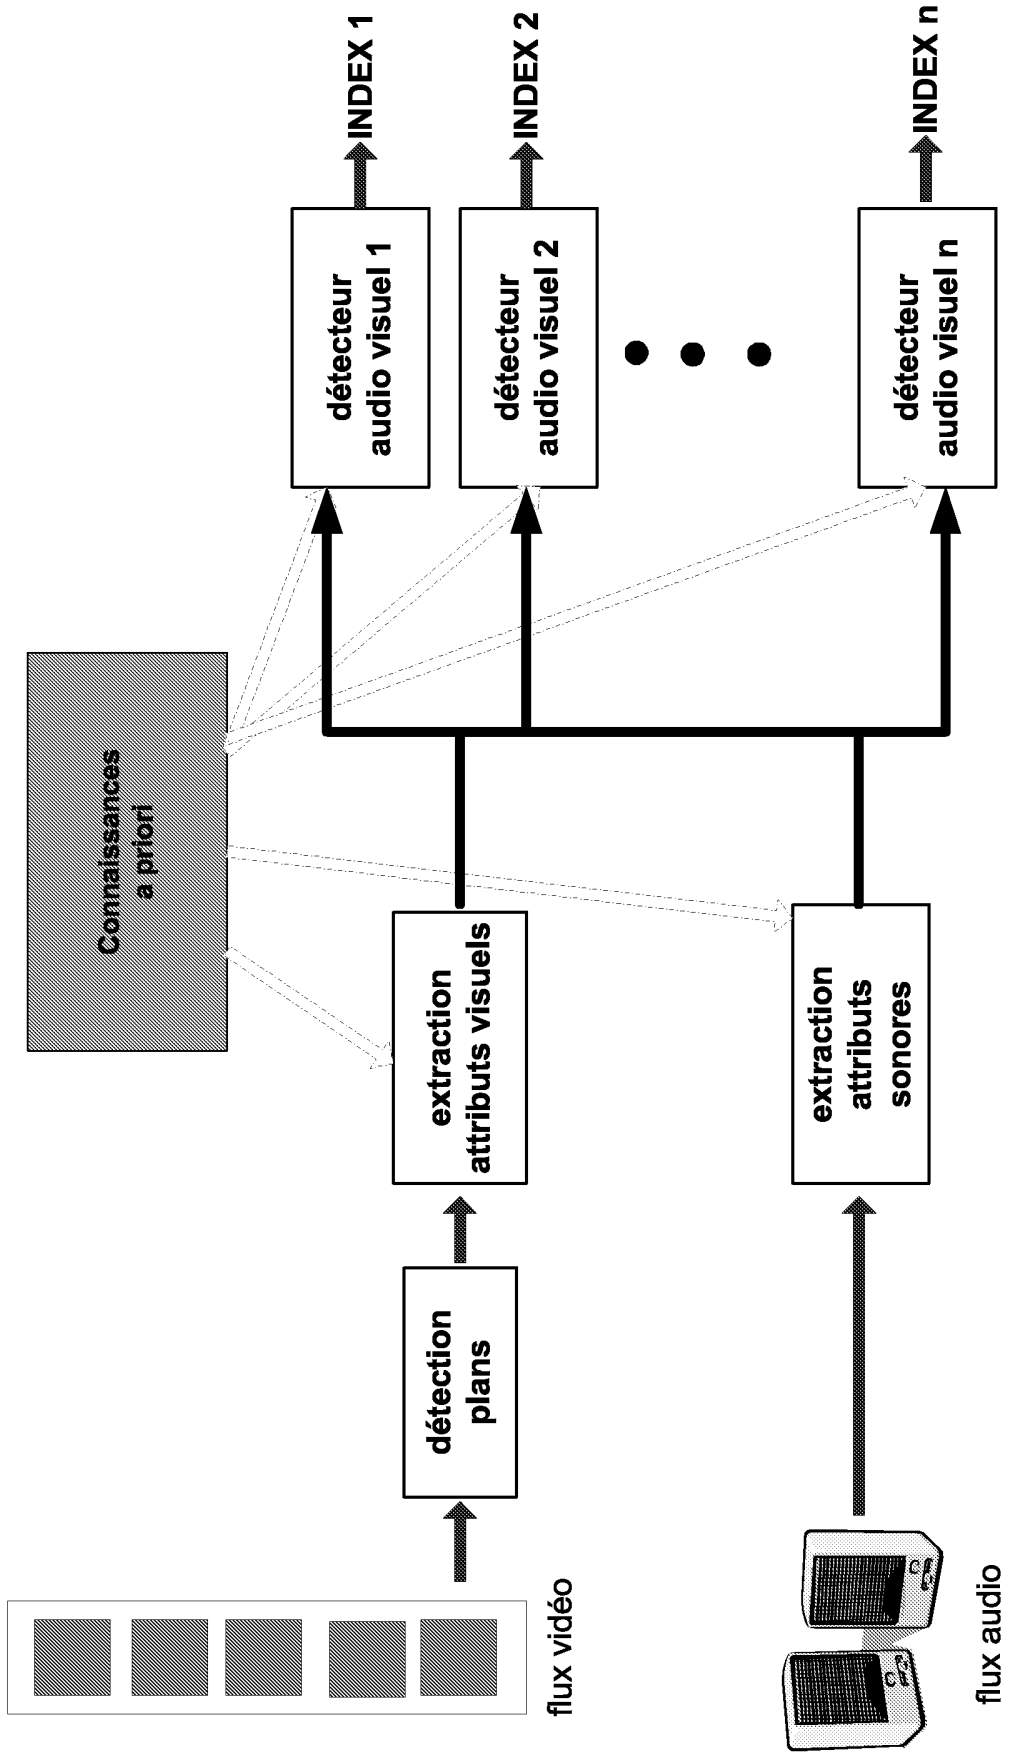 Connaissances
a priori
détecteur
audio visuel 1
INDEX 1
détecteur
audio visuel 2
INDEX 2
détecteur
audio visuel n
INDEX n
flux vidéo
détection
plans
extraction
attributs visuels
flux audio
extraction
attributs
sonores